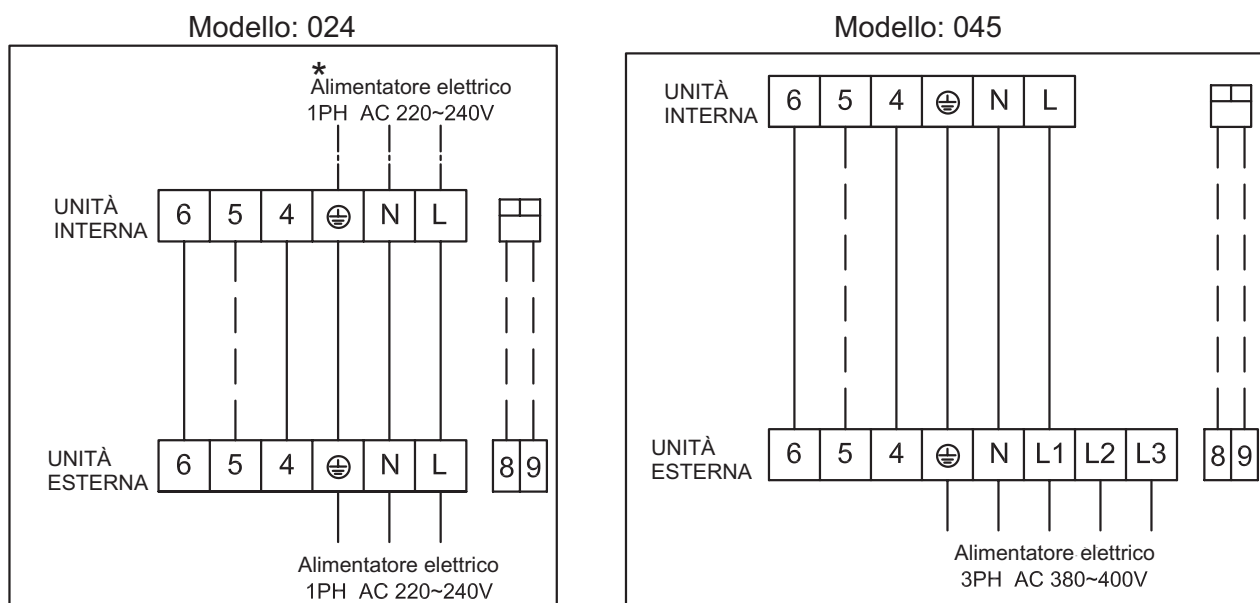 Modello: 024
*
Alimentatore elettrico
1PH AC 220~240V
UNITÀ
INTERNA
6 5 4 N L
UNITÀ
ESTERNA
6 5 4 N L 8 9
Alimentatore elettrico
1PH AC 220~240V
Modello: 045
UNITÀ
INTERNA
6 5 4 N L
UNITÀ
ESTERNA
6 5 4 N L1 L2 L3 8 9
Alimentatore elettrico
3PH AC 380~400V